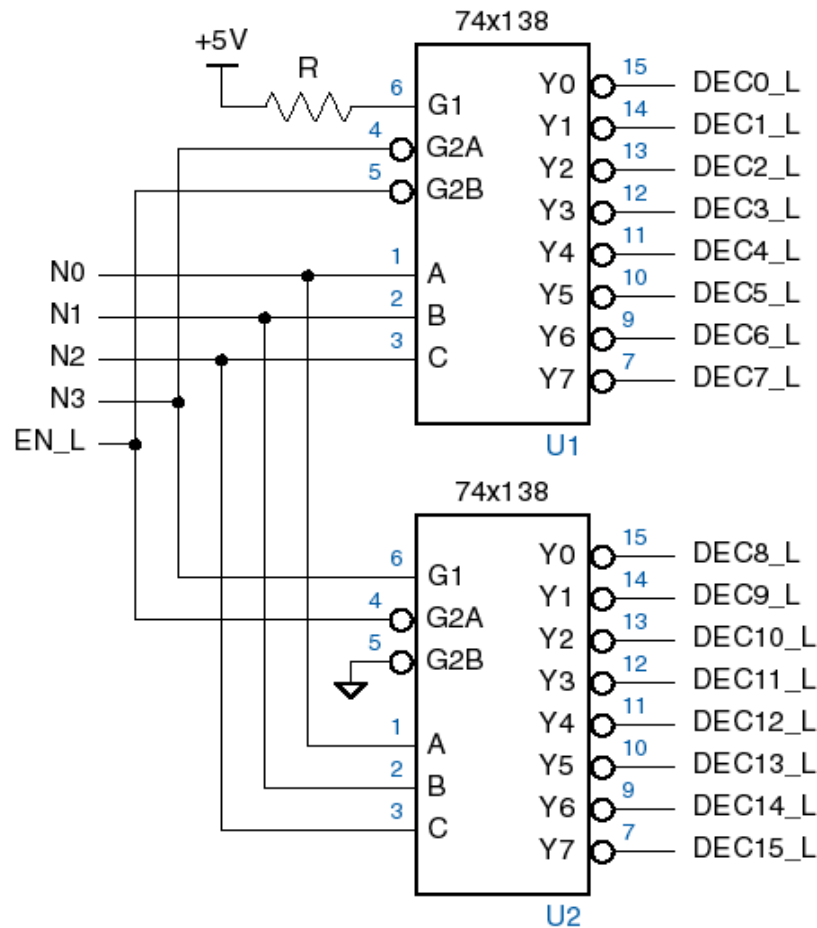 74x138
+5V
R
6 G1
4 G2A
5 G2B
N0 1 A
N1 2 B
N2 3 C
N3
EN_L
Y0 15 DEC0_L
Y1 14 DEC1_L
Y2 13 DEC2_L
Y3 12 DEC3_L
Y4 11 DEC4_L
Y5 10 DEC5_L
Y6 9 DEC6_L
Y7 7 DEC7_L
U1
74x138
6 G1
4 G2A
5 G2B
1 A
2 B
3 C
Y0 15 DEC8_L
Y1 14 DEC9_L
Y2 13 DEC10_L
Y3 12 DEC11_L
Y4 11 DEC12_L
Y5 10 DEC13_L
Y6 9 DEC14_L
Y7 7 DEC15_L
U2